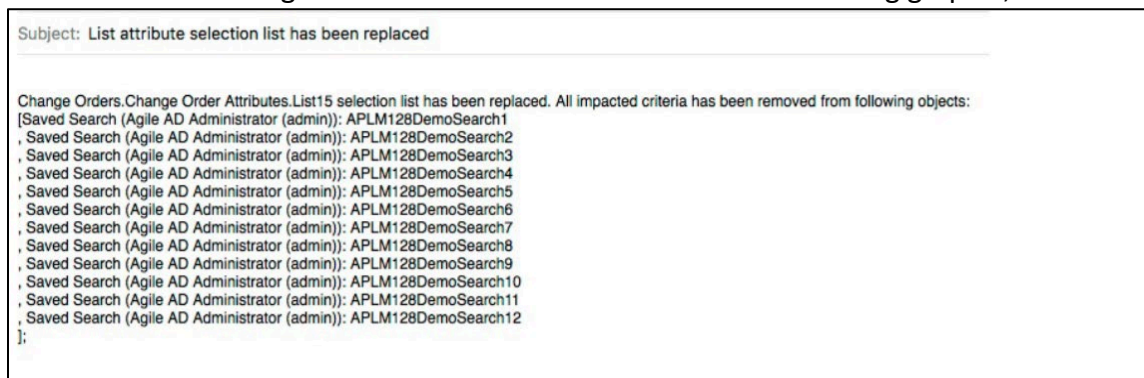 Subject: List attribute selection list has been replaced
Change Orders.Change Order Attributes.List15 selection list has been replaced. All impacted criteria has been removed from following objects:
[Saved Search (Agile AD Administrator (admin)): APLM128DemoSearch1
, Saved Search (Agile AD Administrator (admin)): APLM128DemoSearch2
, Saved Search (Agile AD Administrator (admin)): APLM128DemoSearch3
, Saved Search (Agile AD Administrator (admin)): APLM128DemoSearch4
, Saved Search (Agile AD Administrator (admin)): APLM128DemoSearch5
, Saved Search (Agile AD Administrator (admin)): APLM128DemoSearch6
, Saved Search (Agile AD Administrator (admin)): APLM128DemoSearch7
, Saved Search (Agile AD Administrator (admin)): APLM128DemoSearch8
, Saved Search (Agile AD Administrator (admin)): APLM128DemoSearch9
, Saved Search (Agile AD Administrator (admin)): APLM128DemoSearch10
, Saved Search (Agile AD Administrator (admin)): APLM128DemoSearch11
, Saved Search (Agile AD Administrator (admin)): APLM128DemoSearch12
];